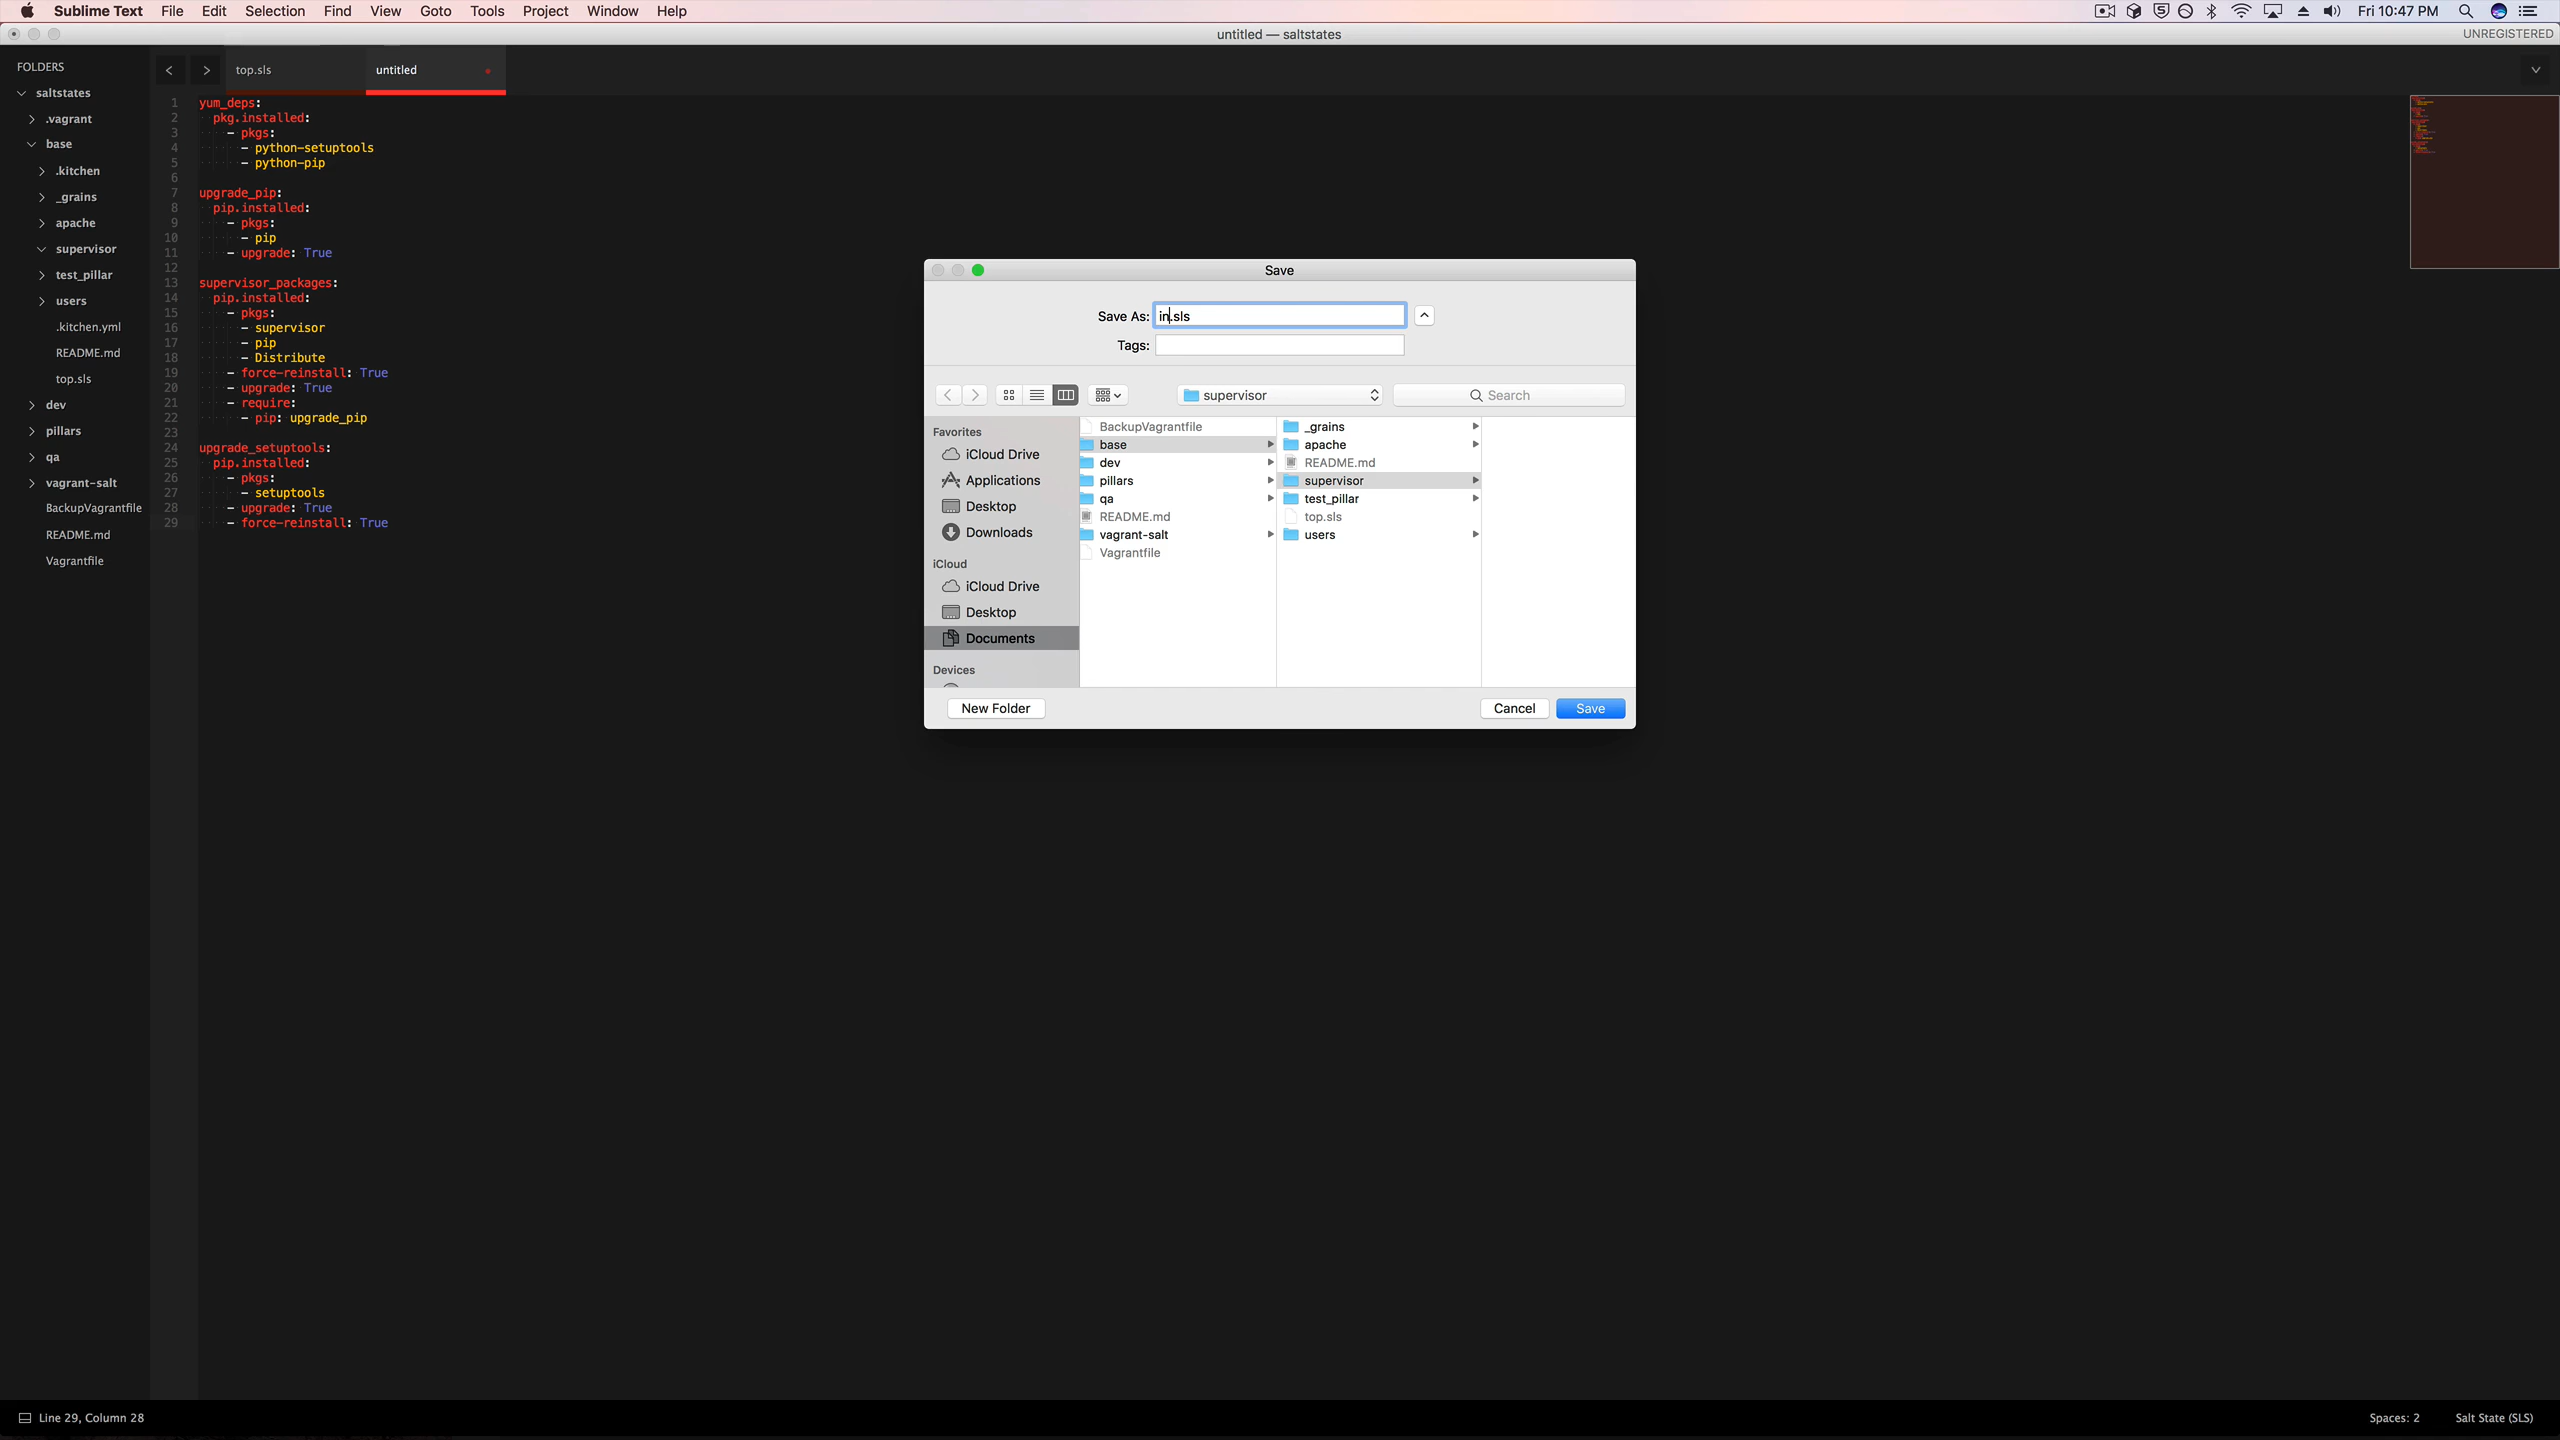 Sublime Text File Edit Selection Find View Goto Tools Project Window Help
Fri 10:47 PM
untitled — saltstates
UNREGISTERED
FOLDERS
saltstates
.vagrant
base
.kitchen
_grains
apache
supervisor
test_pillar
users
.kitchen.yml
README.md
top.sls
dev
pillars
qa
vagrant-salt
BackupVagrantfile
README.md
Vagrantfile
top.sls
untitled
1 yum_deps:
2 pkg.installed:
3 - pkgs:
4 - python-setuptools
5 - python-pip
6
7 upgrade_pip:
8 pip.installed:
9 - pkgs:
10 - pip
11 - upgrade: True
12
13 supervisor_packages:
14 pip.installed:
15 - pkgs:
16 - supervisor
17 - pip
18 - Distribute
19 - force-reinstall: True
20 - upgrade: True
21 - require:
22 - pip: upgrade_pip
23
24 upgrade_setuptools:
25 pip.installed:
26 - pkgs:
27 - setuptools
28 - upgrade: True
29 - force-reinstall: True
Save
Save As: in.sls
Tags:
supervisor
Search
Favorites
iCloud Drive
Applications
Desktop
Downloads
iCloud
iCloud Drive
Desktop
Documents
Devices
BackupVagrantfile
base
dev
pillars
qa
README.md
vagrant-salt
Vagrantfile
_grains
apache
README.md
supervisor
test_pillar
top.sls
users
New Folder
Cancel
Save
Line 29, Column 28
Spaces: 2
Salt State (SLS)